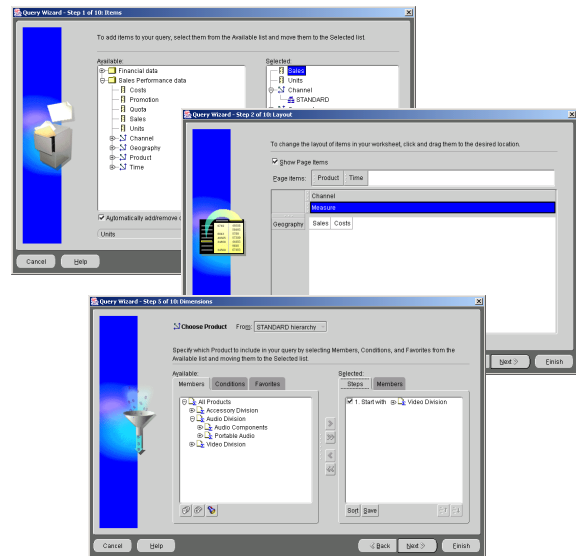 Query Wizard - Step 1 of 10: Items
To add items to your query, select them from the Available list and move them to the Selected list.
Available:
Selected:
Financial data
Sales Performance data
Costs
Promotion
Quota
Sales
Units
Channel
Geography
Product
Time
Sales
Units
Channel
STANDARD
Automatically add/remove
Units
Cancel
Help
Query Wizard - Step 2 of 10: Layout
To change the layout of items in your worksheet, click and drag them to the desired location.
Show Page Items
Page items: Product Time
Channel
Measure
Geography Sales Costs
Next >
Finish
Query Wizard - Step 5 of 10: Dimensions
Choose Product From: STANDARD hierarchy
Specify which Product to include in your query by selecting Members, Conditions, and Favorites from the
Available list and moving them to the Selected list.
Available:
Selected:
Members Conditions Favorites
Steps Members
All Products
Accessory Division
Audio Division
Audio Components
Portable Audio
Video Division
1. Start with Video Division
Sort Save
Cancel Help
< Back Next > Finish